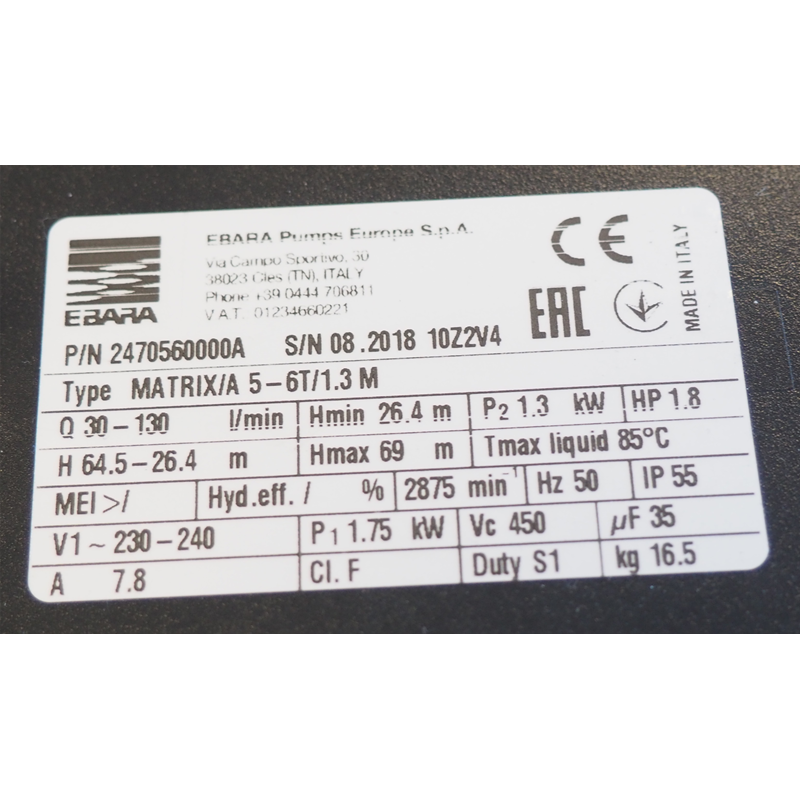 EBARA
EBARA Pumps Europe S.p.A.
Via Campo Sportivo, 30
38023 Cles (TN), ITALY
Phone +39 0444 706811
V.A.T. 01234660221
CE
EAC
MADE IN ITALY
P/N 2470560000A S/N 08.2018 10Z2V4
Type MATRIX/A 5-6T/1.3 M
Q 30-130 l/min Hmin 26.4 m P2 1.3 kW HP 1.8
H 64.5-26.4 m Hmax 69 m Tmax liquid 85°C
MEI >/ Hyd.eff. / % 2875 min⁻¹ Hz 50 IP 55
V1 ~ 230-240 P1 1.75 kW Vc 450 µF 35
A 7.8 Cl. F Duty S1 kg 16.5